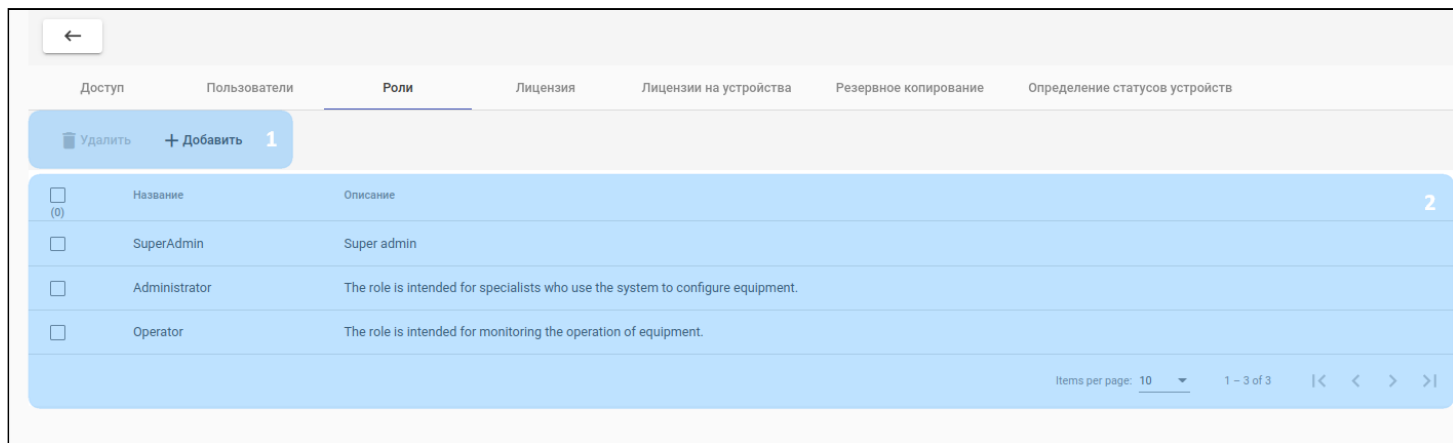 Доступ Пользователи Роли Лицензия Лицензии на устройства Резервное копирование Определение статусов устройств
Удалить + Добавить 1
Название Описание 2
(0)
SuperAdmin Super admin
Administrator The role is intended for specialists who use the system to configure equipment.
Operator The role is intended for monitoring the operation of equipment.
Items per page: 10 1 – 3 of 3